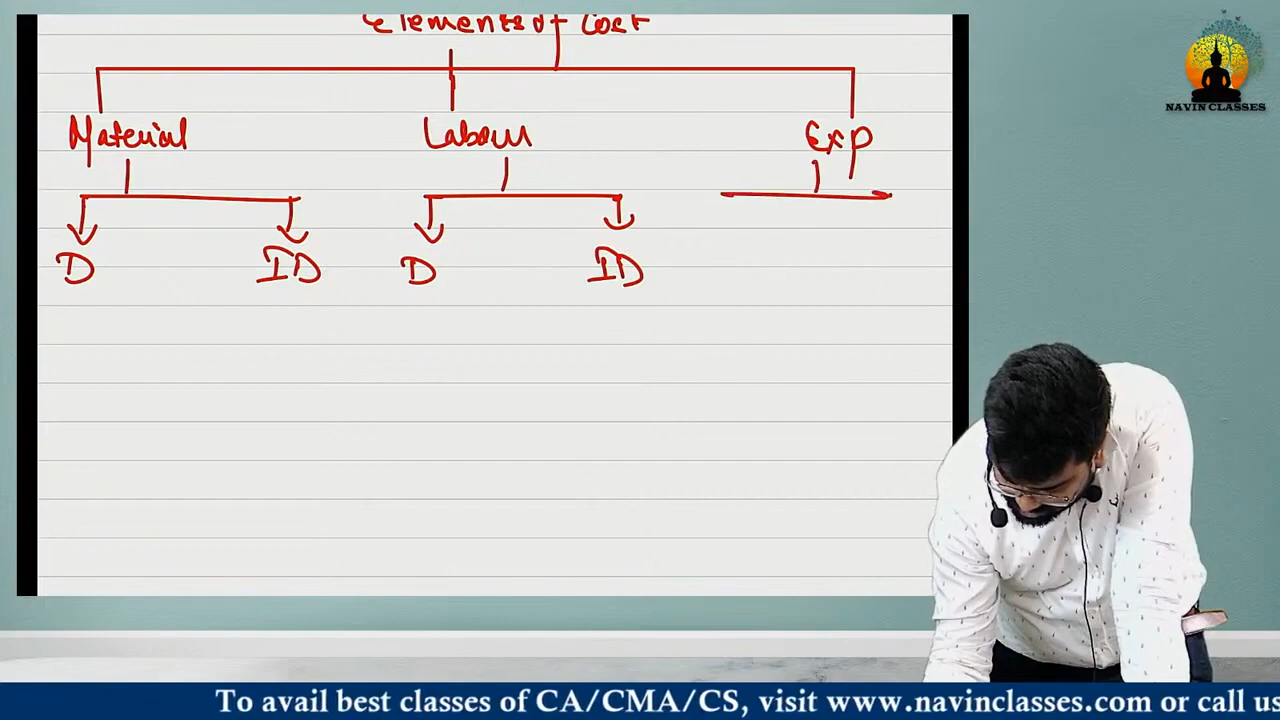 Elements of Cost
Material Labour Exp
D ID D ID
NAVIN CLASSES
To avail best classes of CA/CMA/CS, visit www.navinclasses.com or call us